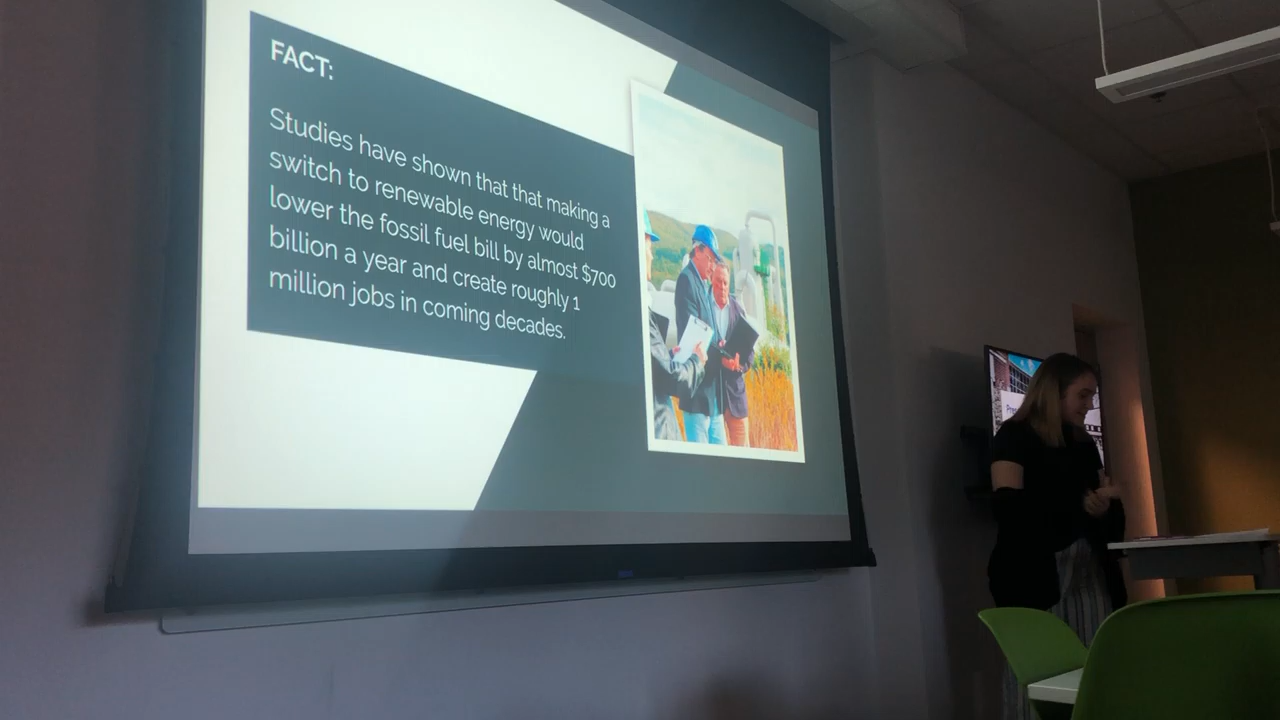 FACT:
Studies have shown that that making a
switch to renewable energy would
lower the fossil fuel bill by almost $700
billion a year and create roughly 1
million jobs in coming decades.